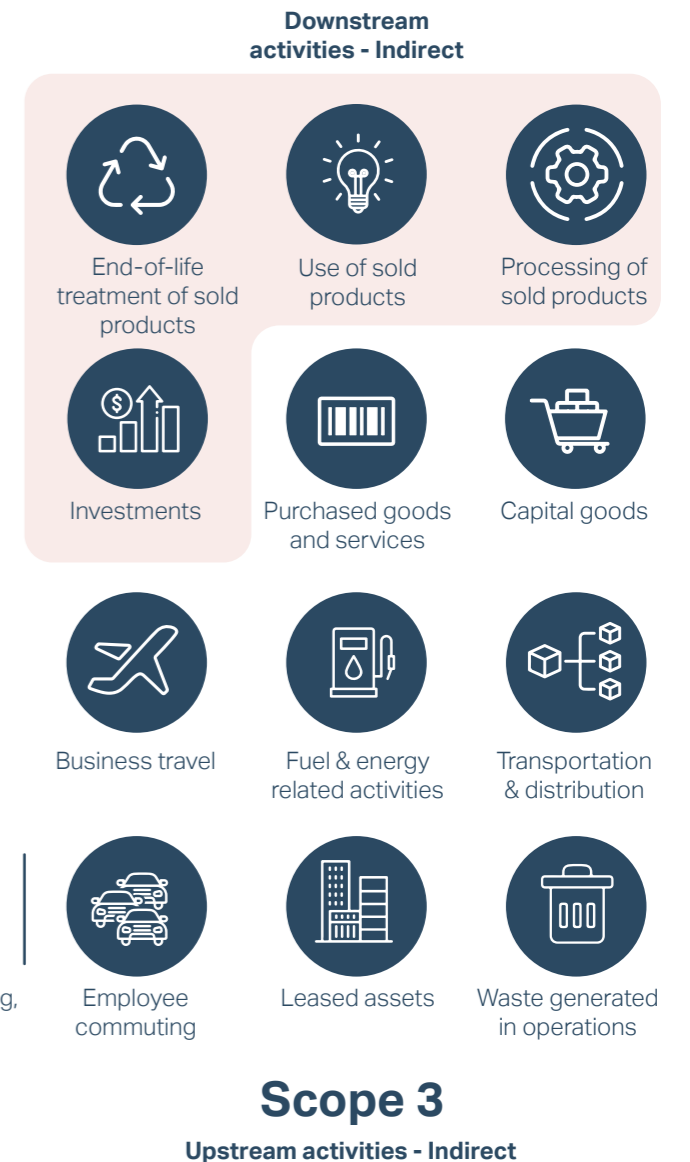 Downstream
activities - Indirect
End-of-life
treatment of sold
products
Use of sold
products
Processing of
sold products
$
Investments
Purchased goods
and services
Capital goods
Business travel
Fuel & energy
related activities
Transportation
& distribution
g,
Employee
commuting
Leased assets
Waste generated
in operations
Scope 3
Upstream activities - Indirect